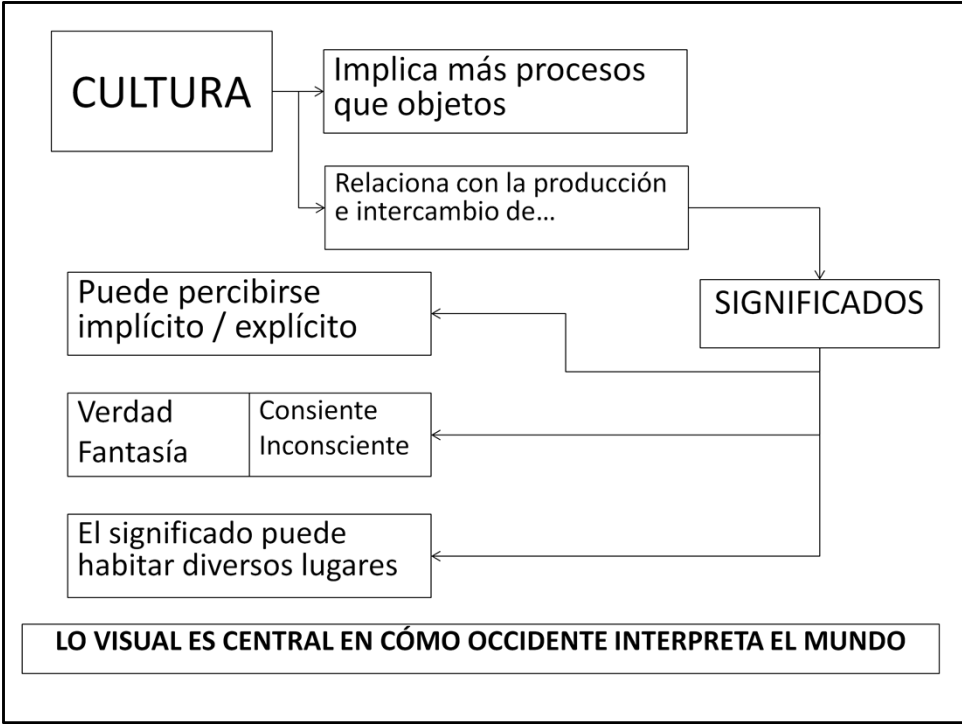 CULTURA
Implica más procesos
que objetos
Relaciona con la producción
e intercambio de…
SIGNIFICADOS
Puede percibirse
implícito / explícito
Verdad
Fantasía
Consiente
Inconsciente
El significado puede
habitar diversos lugares
LO VISUAL ES CENTRAL EN CÓMO OCCIDENTE INTERPRETA EL MUNDO